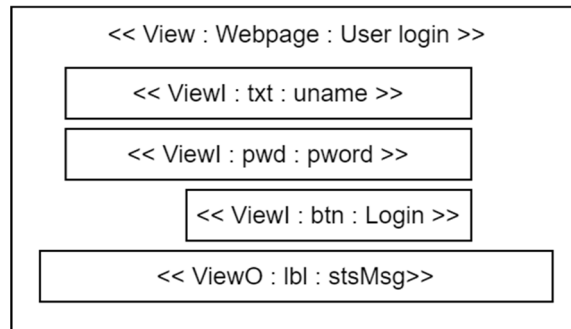 << View : Webpage : User login >>
<< ViewI : txt : uname >>
<< ViewI : pwd : pword >>
<< ViewI : btn : Login >>
<< ViewO : lbl : stsMsg>>